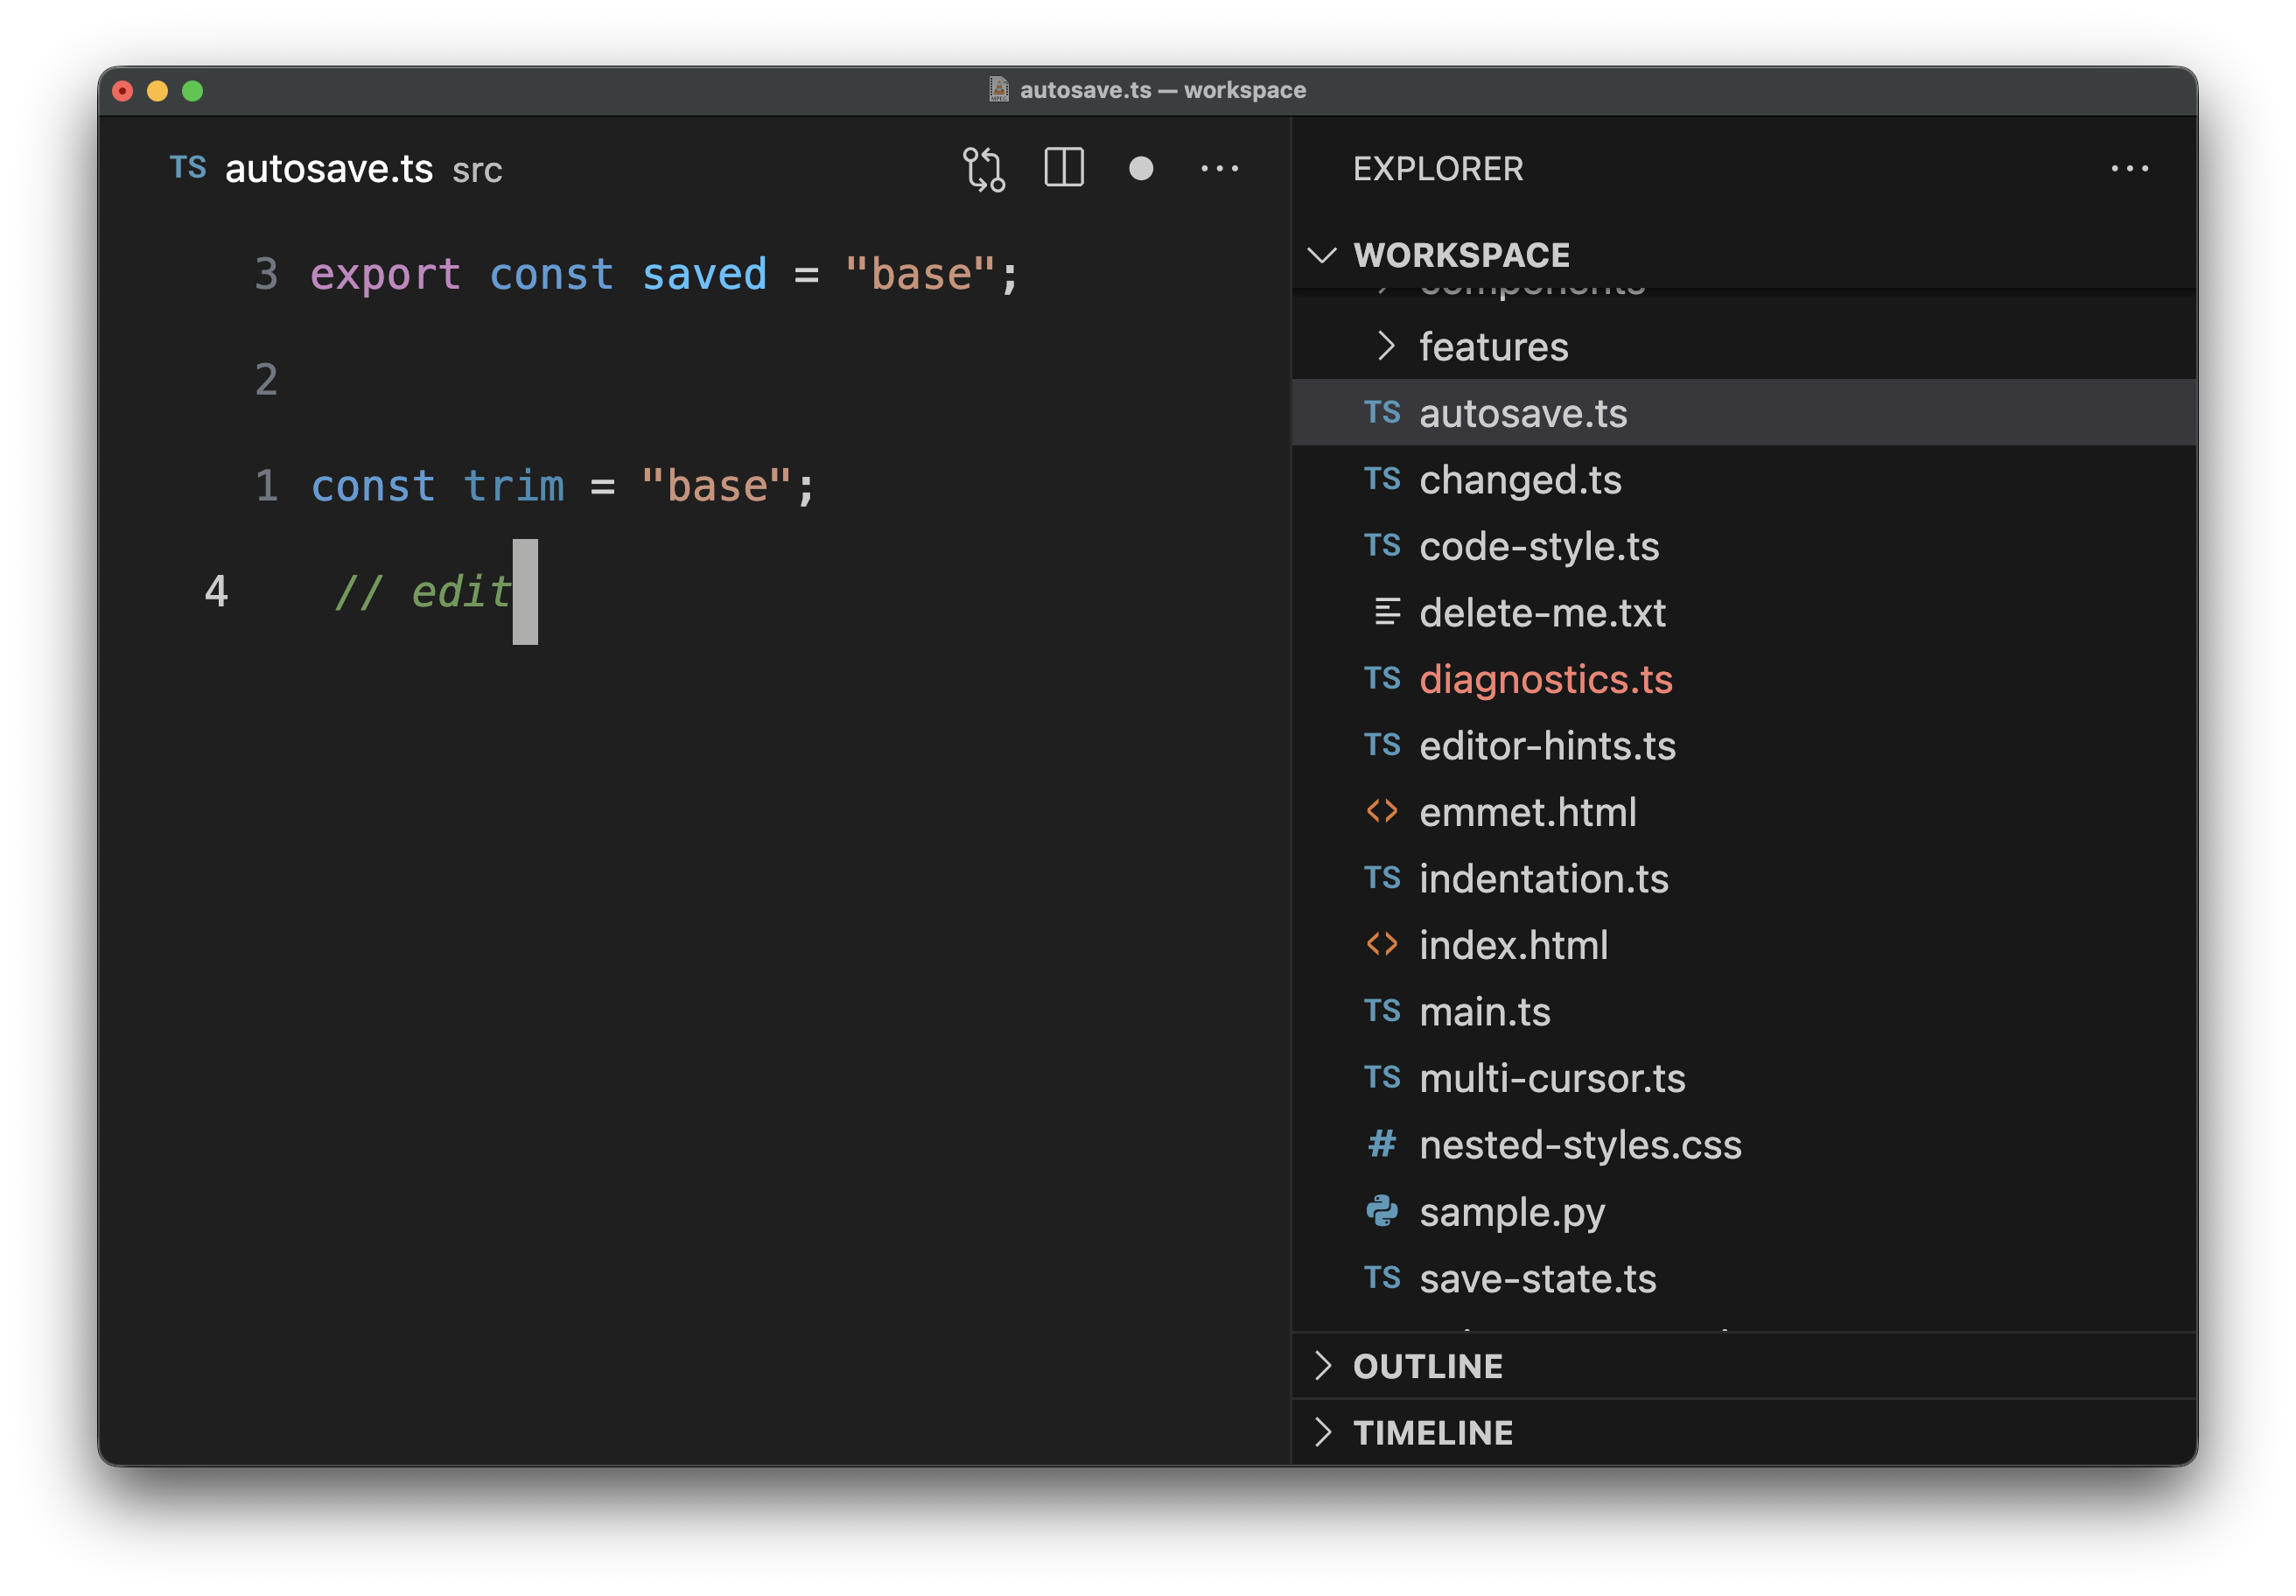 autosave.ts — workspace
TS autosave.ts src
3 export const saved = "base";
2
1 const trim = "base";
4 // edit
EXPLORER
WORKSPACE
components
features
TS autosave.ts
TS changed.ts
TS code-style.ts
delete-me.txt
TS diagnostics.ts
TS editor-hints.ts
<> emmet.html
TS indentation.ts
<> index.html
TS main.ts
TS multi-cursor.ts
# nested-styles.css
sample.py
TS save-state.ts
OUTLINE
TIMELINE